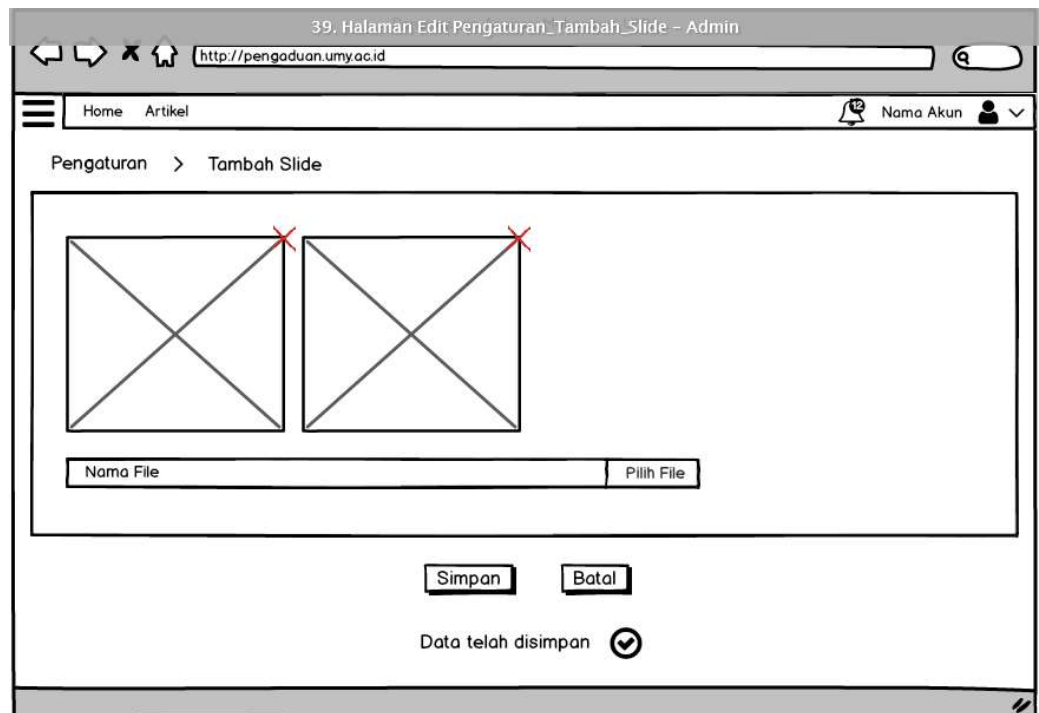 39. Halaman Edit Pengaturan_Tambah_Slide – Admin
http://pengaduan.umy.ac.id
Home Artikel 12 Nama Akun
Pengaturan > Tambah Slide
Nama File Pilih File
Simpan Batal
Data telah disimpan